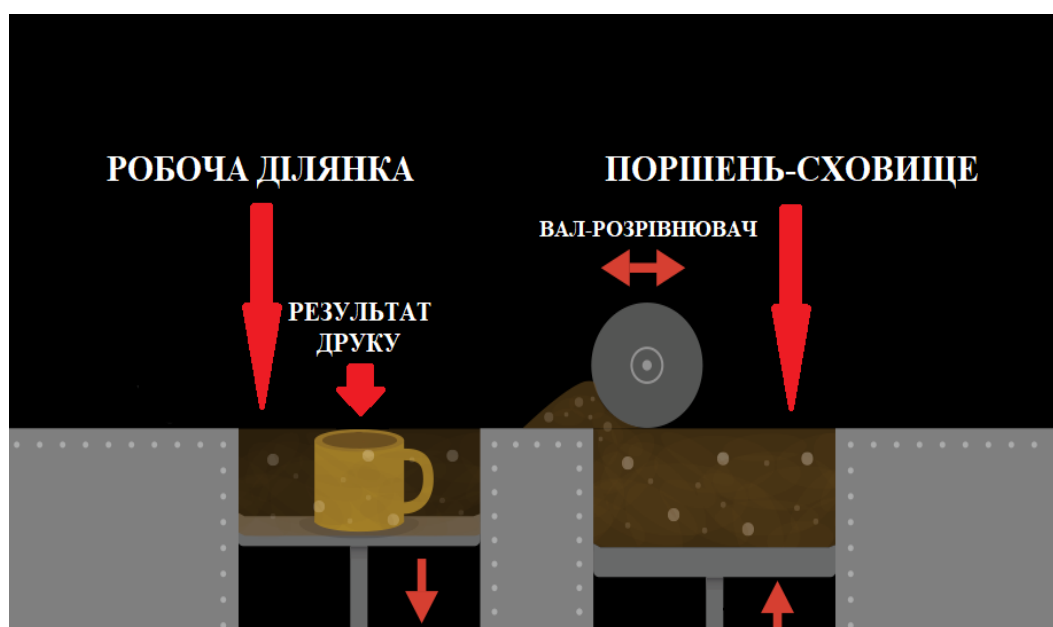 РОБОЧА ДІЛЯНКА
ПОРШЕНЬ-СХОВИЩЕ
ВАЛ-РОЗРІВНЮВАЧ
РЕЗУЛЬТАТ
ДРУКУ